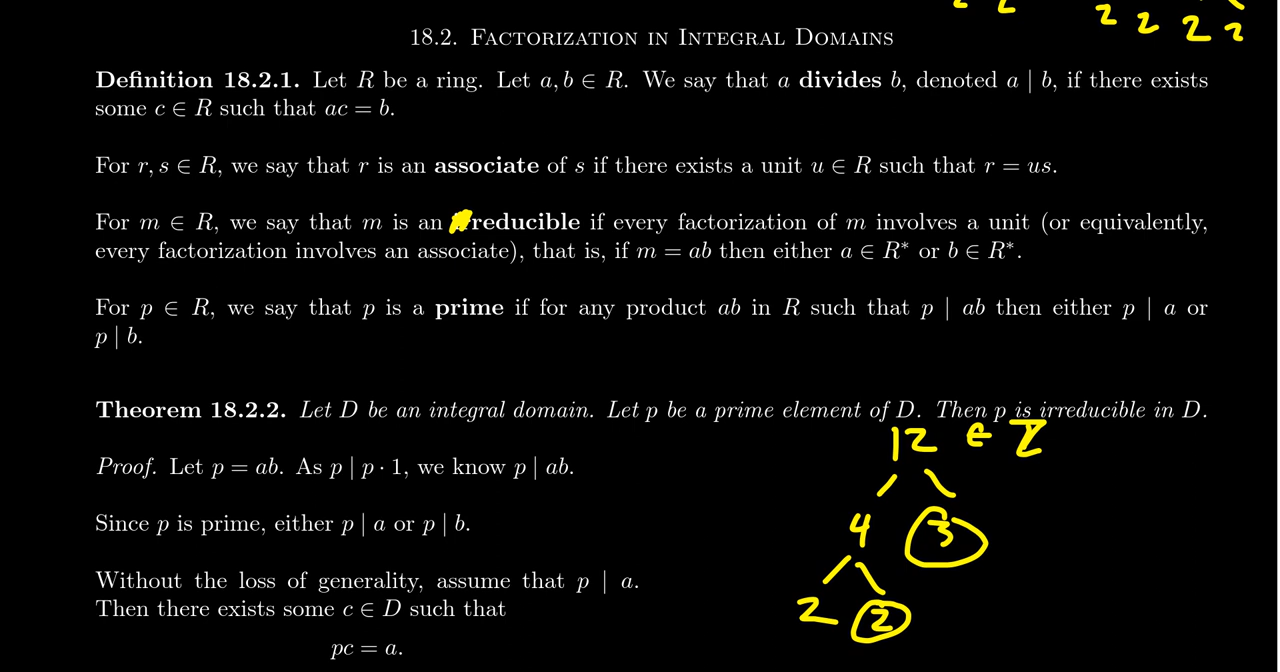 2 2 2 2 2 2
18.2. FACTORIZATION IN INTEGRAL DOMAINS
Definition 18.2.1. Let R be a ring. Let a, b ∈ R. We say that a divides b, denoted a | b, if there exists
some c ∈ R such that ac = b.
For r, s ∈ R, we say that r is an associate of s if there exists a unit u ∈ R such that r = us.
For m ∈ R, we say that m is an reducible if every factorization of m involves a unit (or equivalently,
every factorization involves an associate), that is, if m = ab then either a ∈ R* or b ∈ R*.
For p ∈ R, we say that p is a prime if for any product ab in R such that p | ab then either p | a or
p | b.
Theorem 18.2.2. Let D be an integral domain. Let p be a prime element of D. Then p is irreducible in D.
12 ∈ ℤ
Proof. Let p = ab. As p | p · 1, we know p | ab.
Since p is prime, either p | a or p | b.
4 3
Without the loss of generality, assume that p | a.
Then there exists some c ∈ D such that
2 2
pc = a.